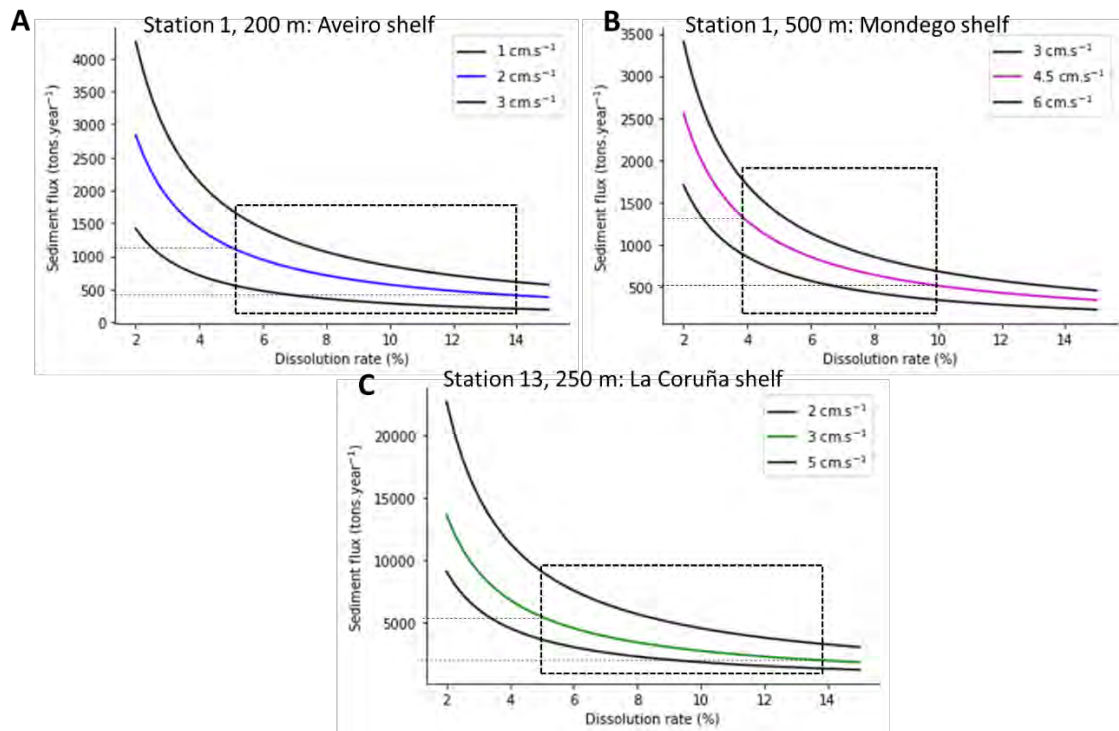 A
Station 1, 200 m: Aveiro shelf
1 cm.s⁻¹
2 cm.s⁻¹
3 cm.s⁻¹
Sediment flux (tons.year⁻¹)
4000
3500
3000
2500
2000
1500
1000
500
0
2 4 6 8 10 12 14
Dissolution rate (%)
B
Station 1, 500 m: Mondego shelf
3 cm.s⁻¹
4.5 cm.s⁻¹
6 cm.s⁻¹
Sediment flux (tons.year⁻¹)
3500
3000
2500
2000
1500
1000
500
2 4 6 8 10 12 14
Dissolution rate (%)
C
Station 13, 250 m: La Coruña shelf
2 cm.s⁻¹
3 cm.s⁻¹
5 cm.s⁻¹
Sediment flux (tons.year⁻¹)
20000
15000
10000
5000
2 4 6 8 10 12 14
Dissolution rate (%)